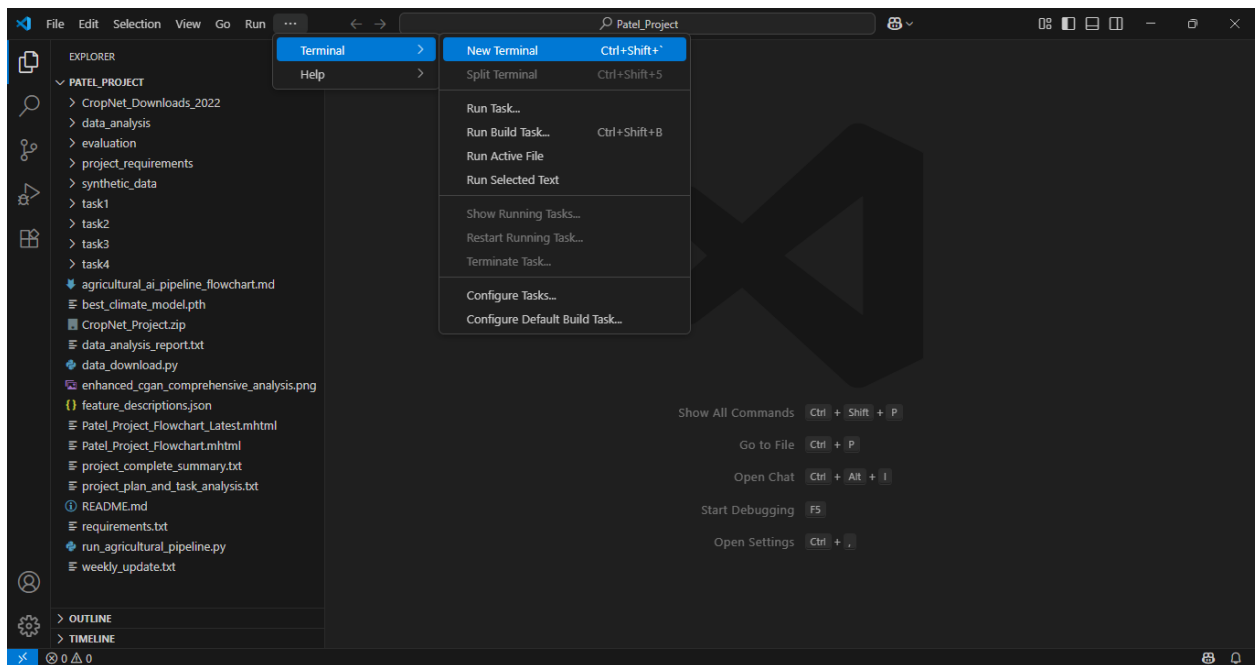 File Edit Selection View Go Run ··· Patel_Project
EXPLORER
PATEL_PROJECT
CropNet_Downloads_2022
data_analysis
evaluation
project_requirements
synthetic_data
task1
task2
task3
task4
agricultural_ai_pipeline_flowchart.md
best_climate_model.pth
CropNet_Project.zip
data_analysis_report.txt
data_download.py
enhanced_cgan_comprehensive_analysis.png
{} feature_descriptions.json
Patel_Project_Flowchart_Latest.mhtml
Patel_Project_Flowchart.mhtml
project_complete_summary.txt
project_plan_and_task_analysis.txt
README.md
requirements.txt
run_agricultural_pipeline.py
weekly_update.txt
OUTLINE
TIMELINE
Terminal
Help
New Terminal Ctrl+Shift+`
Split Terminal Ctrl+Shift+5
Run Task...
Run Build Task... Ctrl+Shift+B
Run Active File
Run Selected Text
Show Running Tasks...
Restart Running Task...
Terminate Task...
Configure Tasks...
Configure Default Build Task...
Show All Commands Ctrl + Shift + P
Go to File Ctrl + P
Open Chat Ctrl + Alt + I
Start Debugging F5
Open Settings Ctrl + ,
0 0